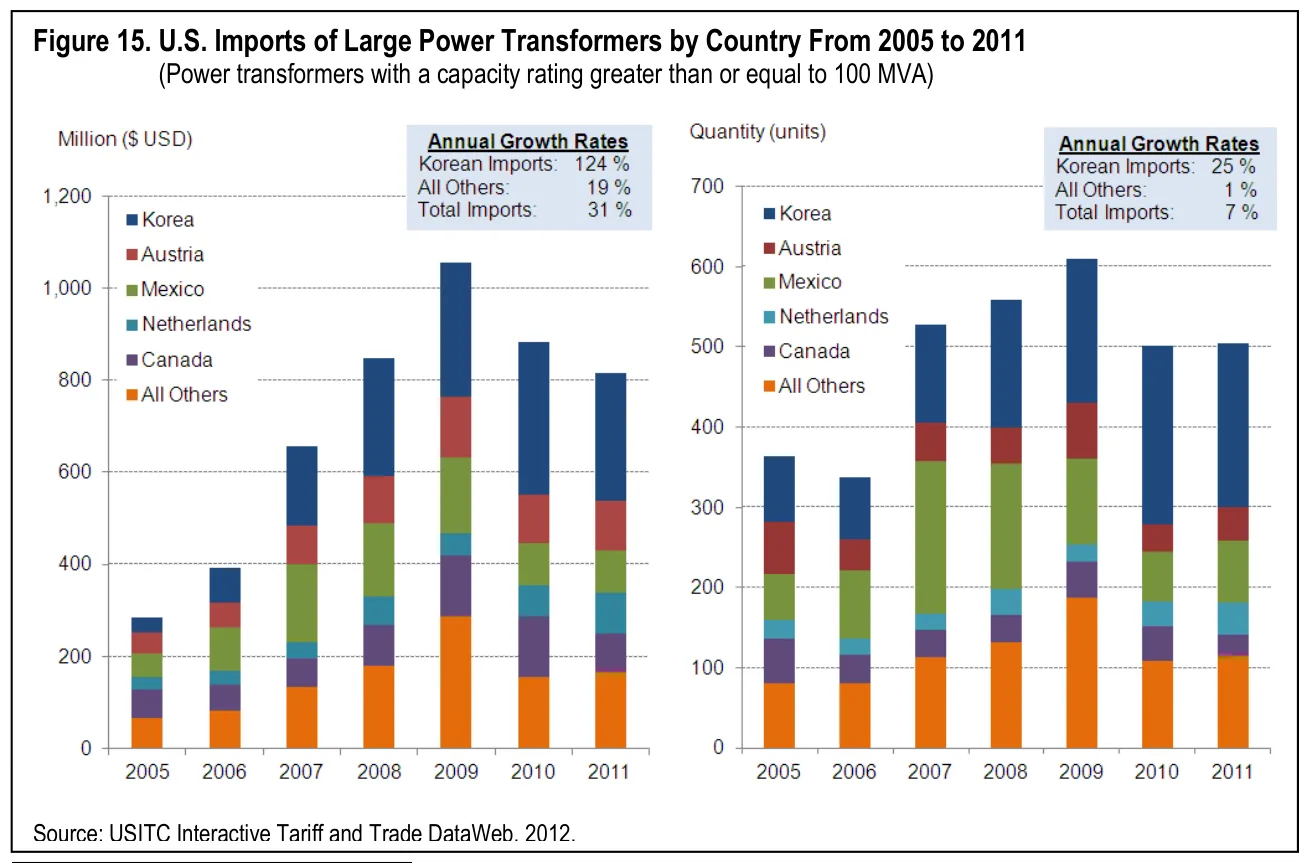 Figure 15. U.S. Imports of Large Power Transformers by Country From 2005 to 2011
(Power transformers with a capacity rating greater than or equal to 100 MVA)
Million ($ USD)
Annual Growth Rates
Korean Imports: 124 %
All Others: 19 %
Total Imports: 31 %
1,200
1,000
800
600
400
200
0
Korea
Austria
Mexico
Netherlands
Canada
All Others
2005 2006 2007 2008 2009 2010 2011
Quantity (units)
Annual Growth Rates
Korean Imports: 25 %
All Others: 1 %
Total Imports: 7 %
700
600
500
400
300
200
100
0
Korea
Austria
Mexico
Netherlands
Canada
All Others
2005 2006 2007 2008 2009 2010 2011
Source: USITC Interactive Tariff and Trade DataWeb. 2012.